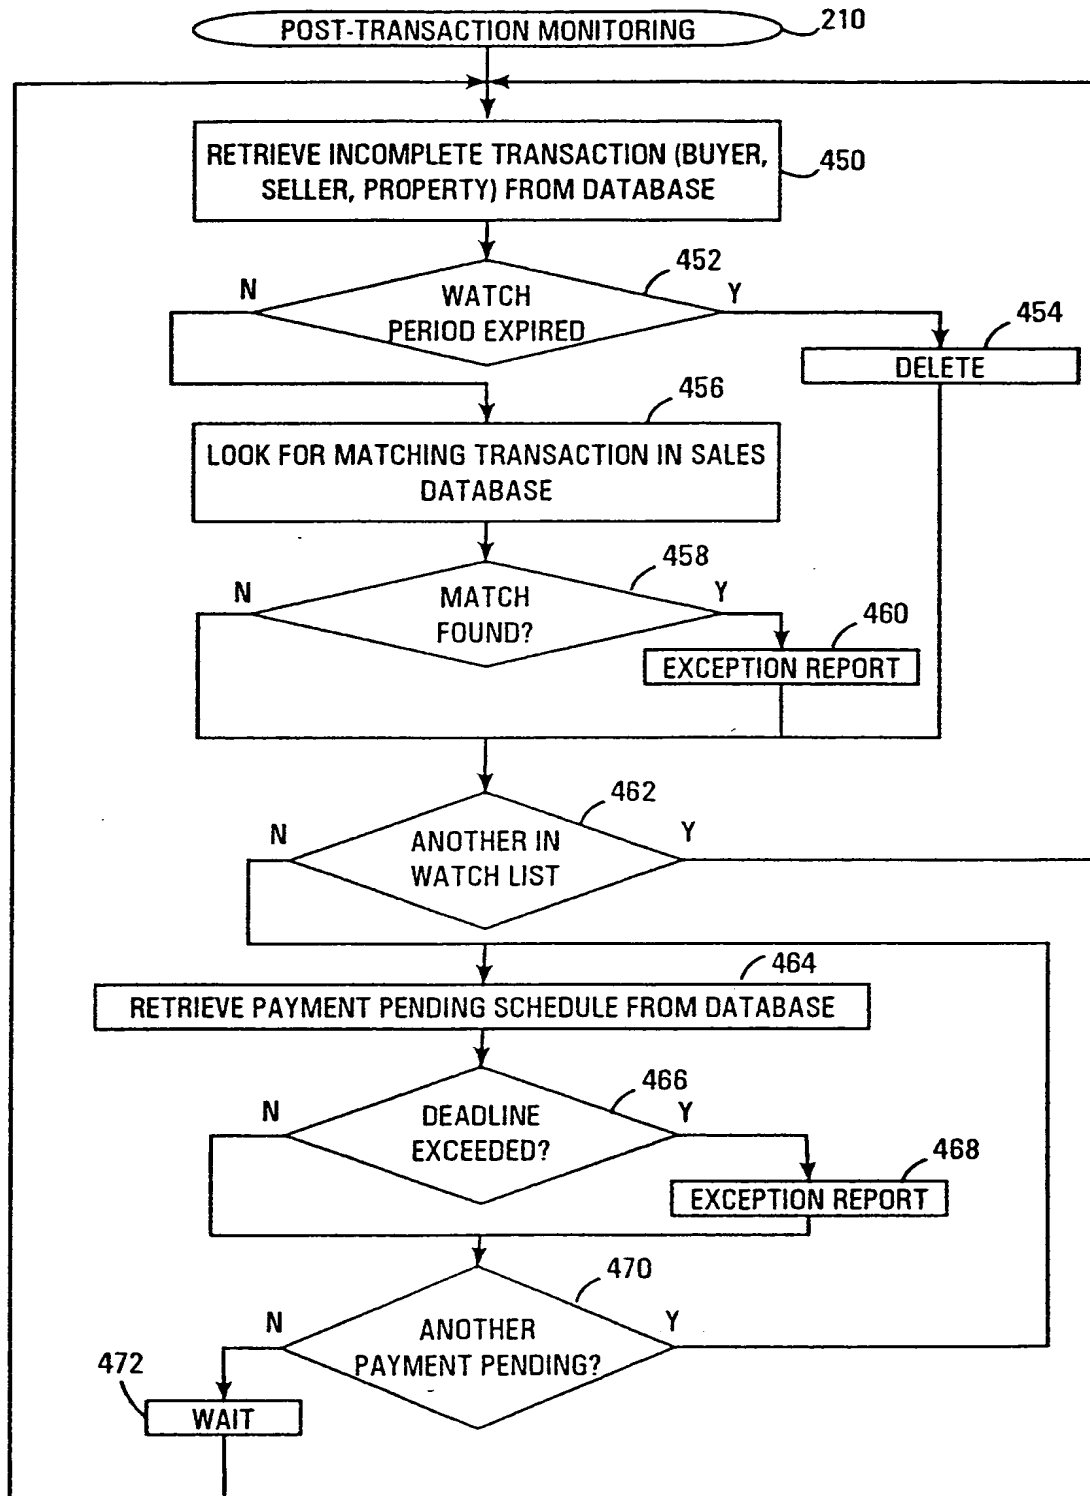 POST-TRANSACTION MONITORING
210
RETRIEVE INCOMPLETE TRANSACTION (BUYER,
SELLER, PROPERTY) FROM DATABASE
450
452
N
WATCH
PERIOD EXPIRED
Y
454
DELETE
456
LOOK FOR MATCHING TRANSACTION IN SALES
DATABASE
458
N
MATCH
FOUND?
Y
460
EXCEPTION REPORT
462
N
ANOTHER IN
WATCH LIST
Y
464
RETRIEVE PAYMENT PENDING SCHEDULE FROM DATABASE
466
N
DEADLINE
EXCEEDED?
Y
468
EXCEPTION REPORT
470
N
ANOTHER
PAYMENT PENDING?
Y
472
WAIT